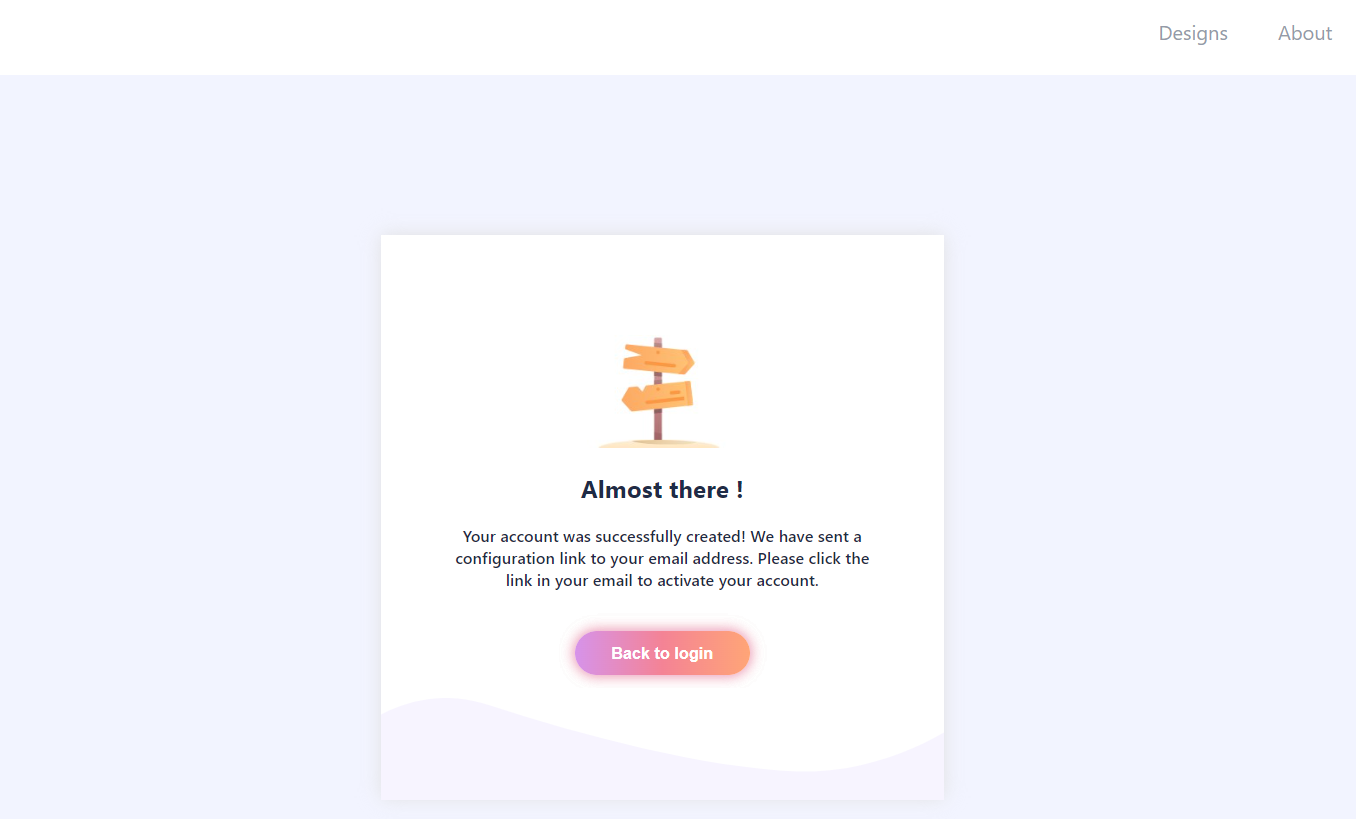 Designs About
Almost there !
Your account was successfully created! We have sent a
configuration link to your email address. Please click the
link in your email to activate your account.
Back to login